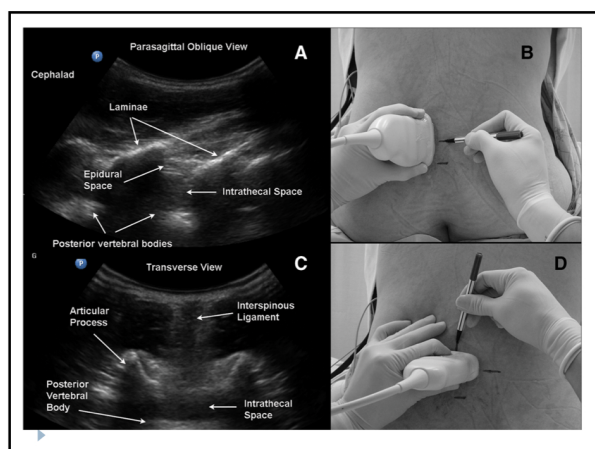 P
Parasagittal Oblique View
A
Cephalad
Laminae
Epidural
Space
Intrathecal Space
Posterior vertebral bodies
B
G
P
Transverse View
C
Articular
Process
Interspinous
Ligament
Posterior
Vertebral
Body
Intrathecal
Space
D